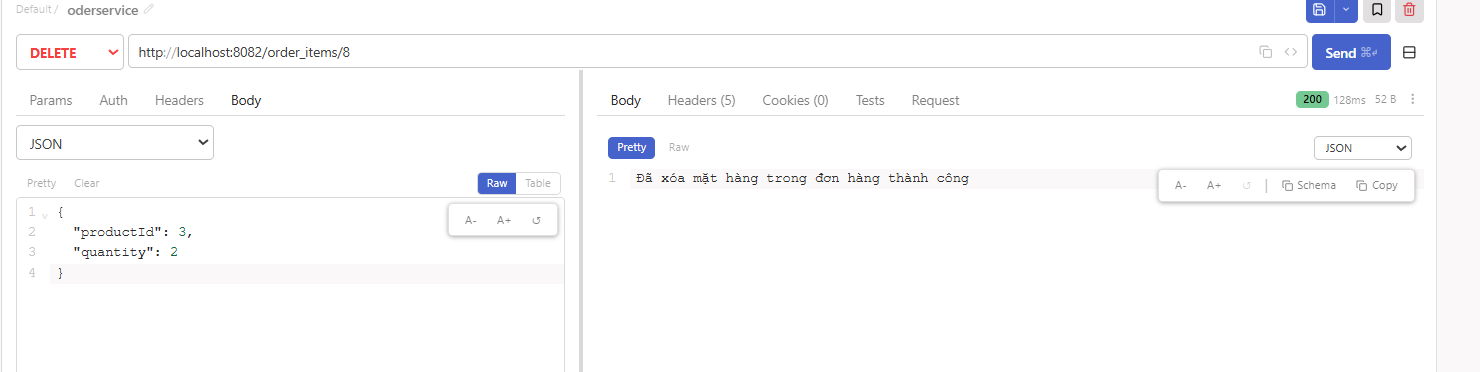 Default / oderservice
DELETE http://localhost:8082/order_items/8 Send
Params Auth Headers Body
JSON
Pretty Clear Raw Table
1 {
2 "productId": 3,
3 "quantity": 2
4 }
A- A+ ↺
Body Headers (5) Cookies (0) Tests Request 200 128ms 52 B
Pretty Raw JSON
1 Đã xóa mặt hàng trong đơn hàng thành công
A- A+ ↺ | Schema Copy